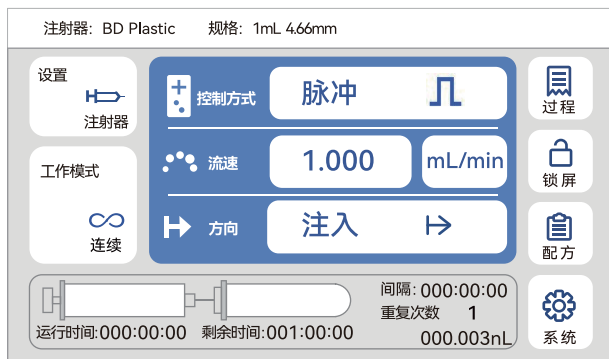 注射器: BD Plastic 规格: 1mL 4.66mm
设置
注射器
控制方式 脉冲
过程
工作模式
流速 1.000 mL/min
锁屏
连续
方向 注入
配方
间隔: 000:00:00
重复次数 1
运行时间:000:00:00 剩余时间:001:00:00
000.003nL
系统